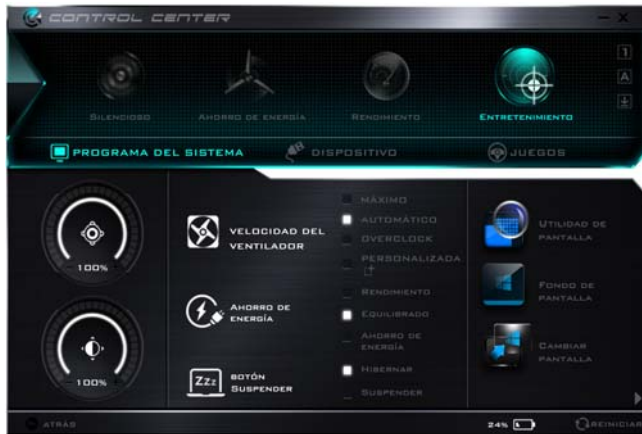 CONTROL CENTER
SILENCIOSO
AHORRO DE ENERGÍA
RENDIMIENTO
ENTRETENIMIENTO
1
A
PROGRAMA DEL SISTEMA
DISPOSITIVO
JUEGOS
100%
100%
VELOCIDAD DEL
VENTILADOR
MÁXIMO
AUTOMÁTICO
OVERCLOCK
PERSONALIZADA
AHORRO DE
ENERGÍA
RENDIMIENTO
EQUILIBRADO
AHORRO DE
ENERGÍA
ZZZ
BOTÓN
SUSPENDER
HIBERNAR
SUSPENDER
UTILIDAD DE
PANTALLA
FONDO DE
PANTALLA
CAMBIAR
PANTALLA
ATRÁS
24%
REINICIAR